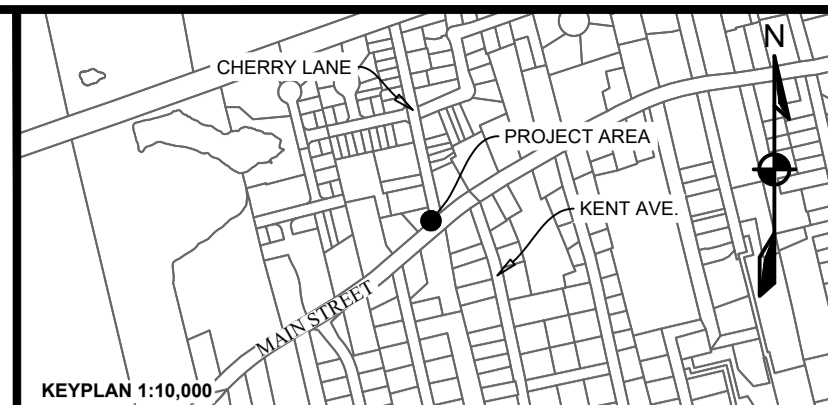 N
CHERRY LANE
PROJECT AREA
KENT AVE.
MAIN STREET
KEYPLAN 1:10,000